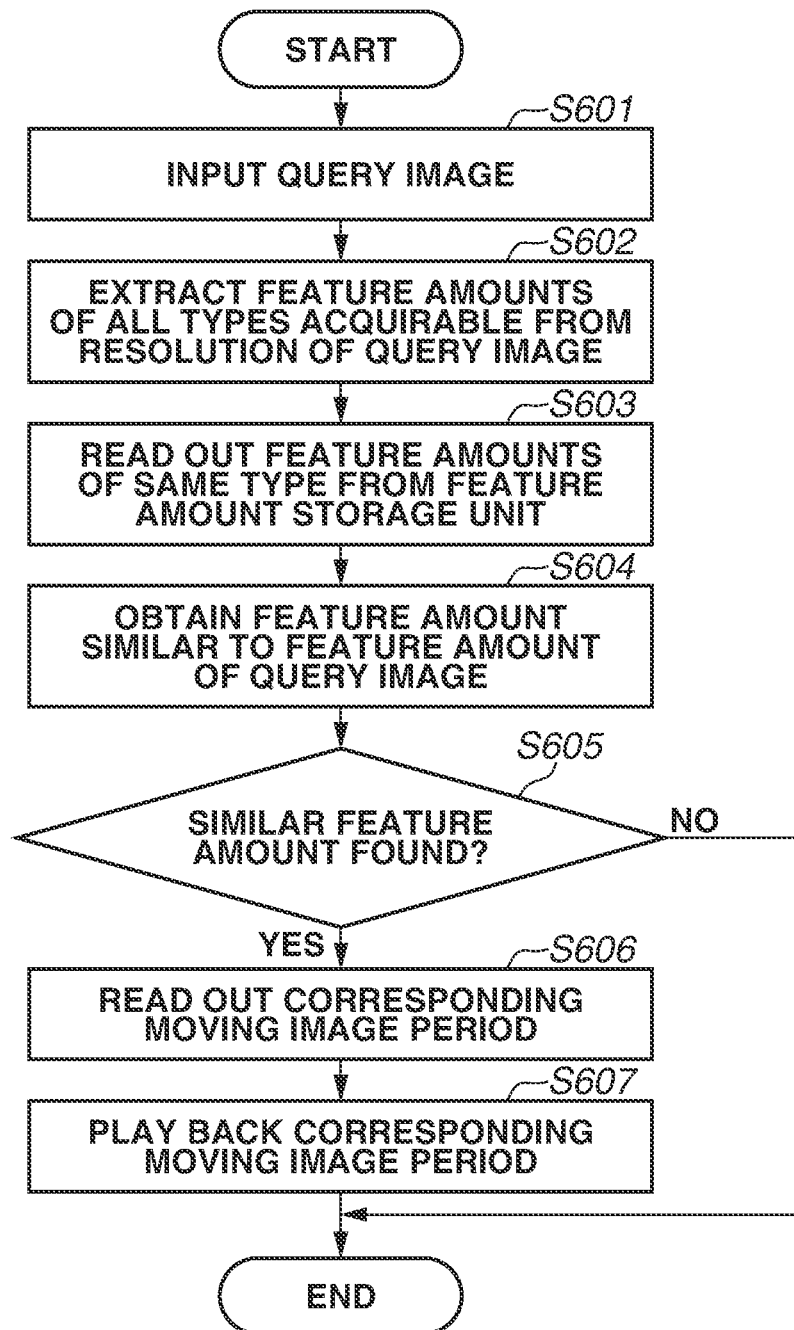 START
S601
INPUT QUERY IMAGE
S602
EXTRACT FEATURE AMOUNTS
OF ALL TYPES ACQUIRABLE FROM
RESOLUTION OF QUERY IMAGE
S603
READ OUT FEATURE AMOUNTS
OF SAME TYPE FROM FEATURE
AMOUNT STORAGE UNIT
S604
OBTAIN FEATURE AMOUNT
SIMILAR TO FEATURE AMOUNT
OF QUERY IMAGE
S605
SIMILAR FEATURE
AMOUNT FOUND?
NO
YES
S606
READ OUT CORRESPONDING
MOVING IMAGE PERIOD
S607
PLAY BACK CORRESPONDING
MOVING IMAGE PERIOD
END